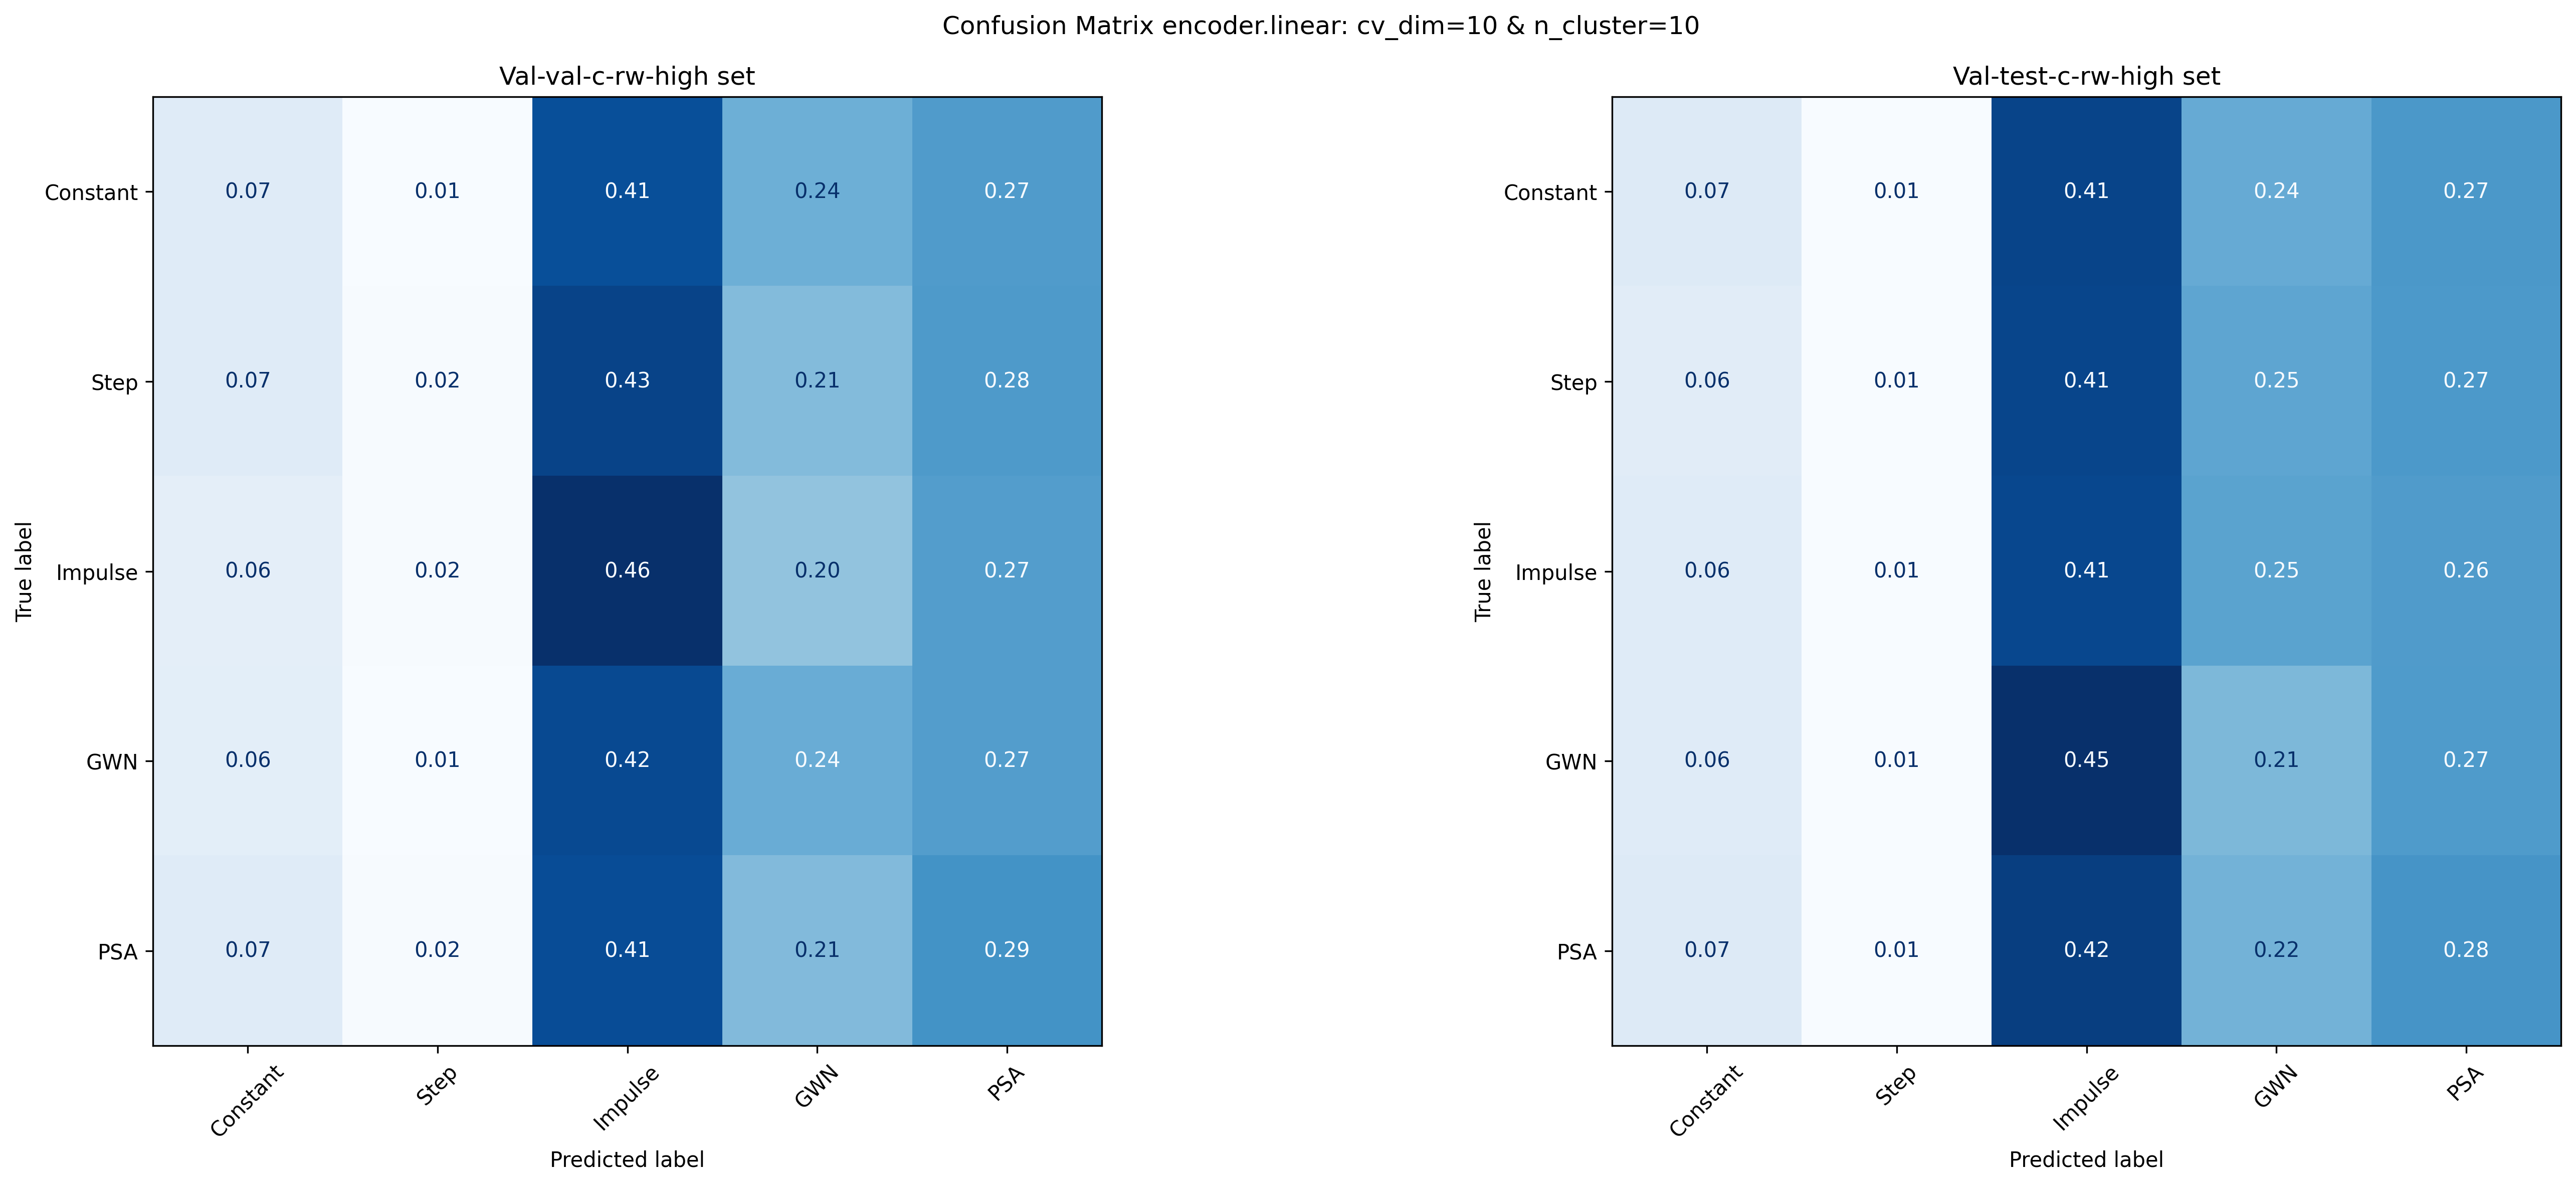 Confusion Matrix encoder.linear: cv_dim=10 & n_cluster=10
Val-val-c-rw-high set
True label
Constant 0.07 0.01 0.41 0.24 0.27
Step 0.07 0.02 0.43 0.21 0.28
Impulse 0.06 0.02 0.46 0.20 0.27
GWN 0.06 0.01 0.42 0.24 0.27
PSA 0.07 0.02 0.41 0.21 0.29
Constant Step Impulse GWN PSA
Predicted label
Val-test-c-rw-high set
True label
Constant 0.07 0.01 0.41 0.24 0.27
Step 0.06 0.01 0.41 0.25 0.27
Impulse 0.06 0.01 0.41 0.25 0.26
GWN 0.06 0.01 0.45 0.21 0.27
PSA 0.07 0.01 0.42 0.22 0.28
Constant Step Impulse GWN PSA
Predicted label